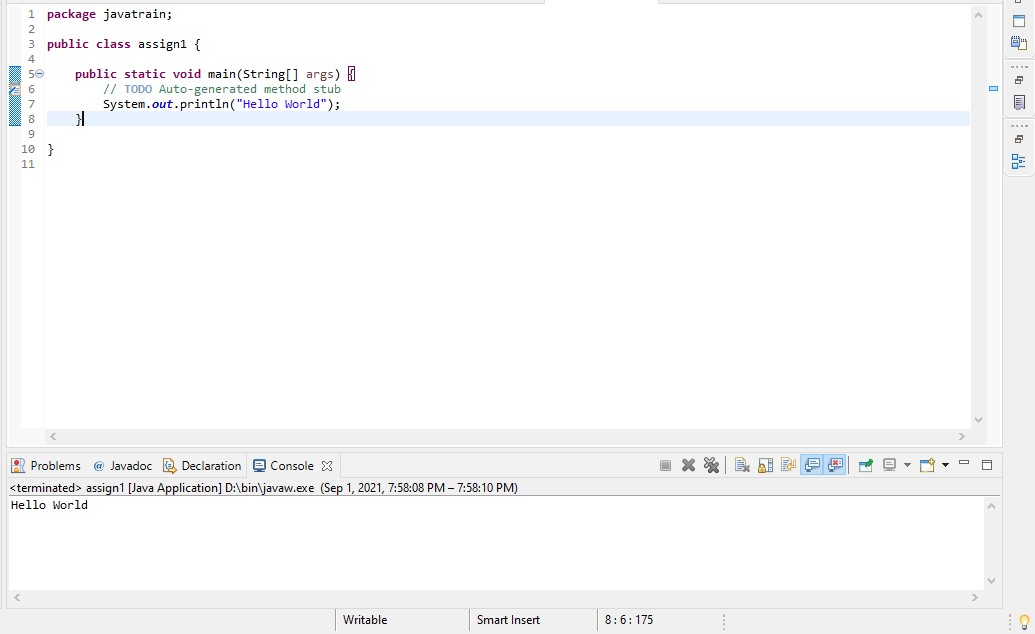 1 package javatrain;
2
3 public class assign1 {
4
5 public static void main(String[] args) {
6 // TODO Auto-generated method stub
7 System.out.println("Hello World");
8 }
9
10 }
11
Problems @ Javadoc Declaration Console
<terminated> assign1 [Java Application] D:\bin\javaw.exe (Sep 1, 2021, 7:58:08 PM – 7:58:10 PM)
Hello World
Writable Smart Insert 8 : 6 : 175